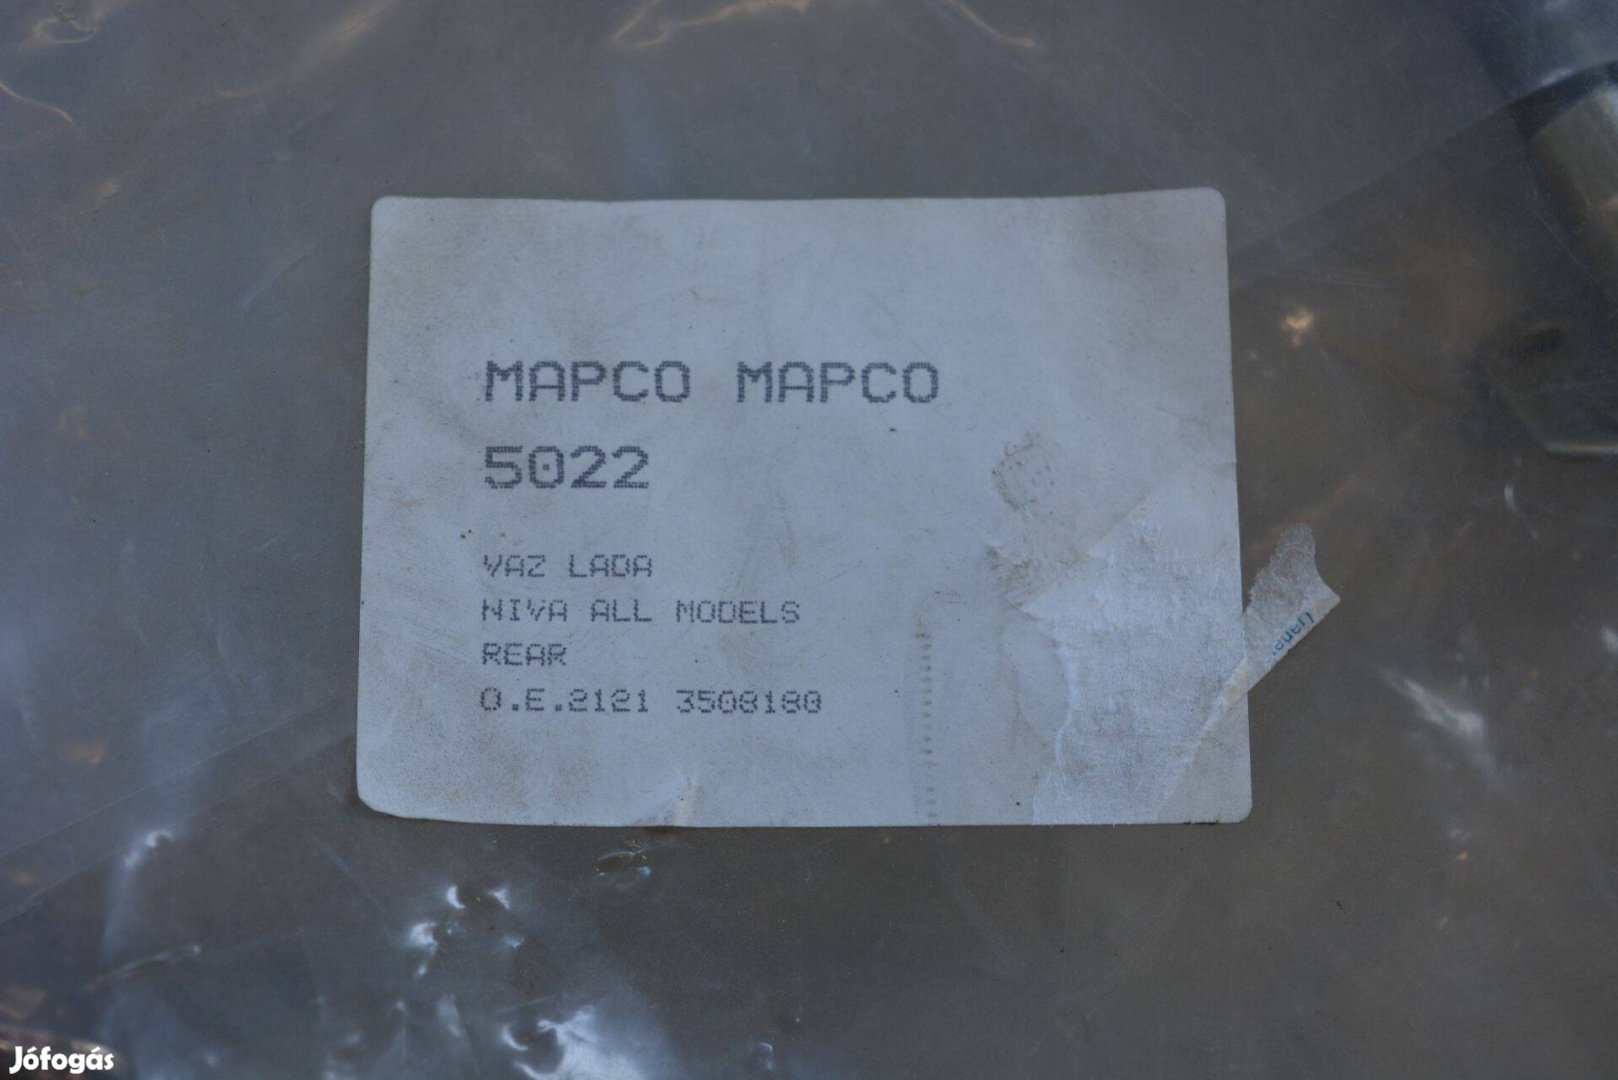 MAPCO MAPCO
5022
VAZ LADA
NIVA ALL MODELS
REAR
O.E.2121 3508180
Jófogás